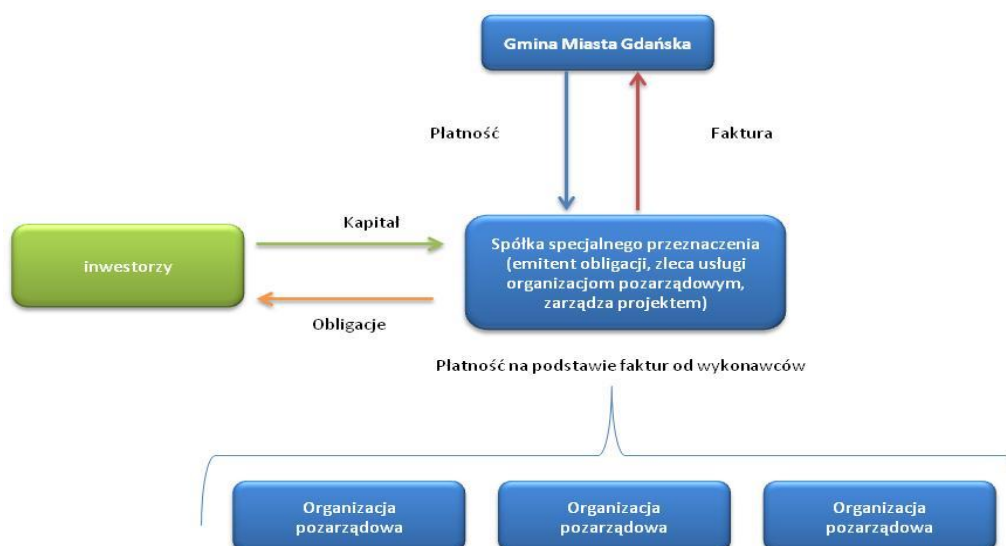 Gmina Miasta Gdańska
Płatność
Faktura
Kapitał
inwestorzy
Spółka specjalnego przeznaczenia
(emitent obligacji, zleca usługi
organizacjom pozarządowym,
zarządza projektem)
Obligacje
Płatność na podstawie faktur od wykonawców
Organizacja
pozarządowa
Organizacja
pozarządowa
Organizacja
pozarządowa